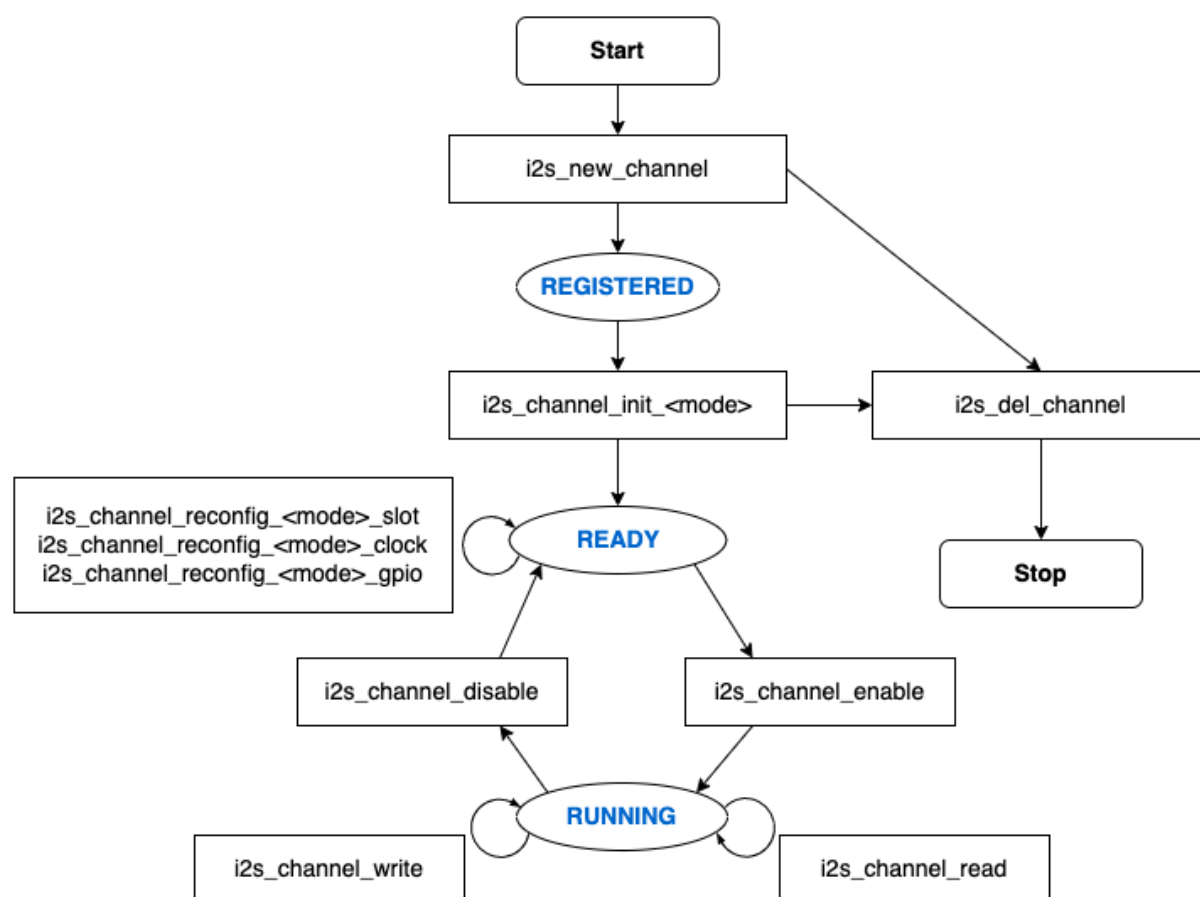 Start
i2s_new_channel
REGISTERED
i2s_channel_init_<mode>
i2s_del_channel
i2s_channel_reconfig_<mode>_slot
i2s_channel_reconfig_<mode>_clock
i2s_channel_reconfig_<mode>_gpio
READY
Stop
i2s_channel_disable
i2s_channel_enable
RUNNING
i2s_channel_write
i2s_channel_read